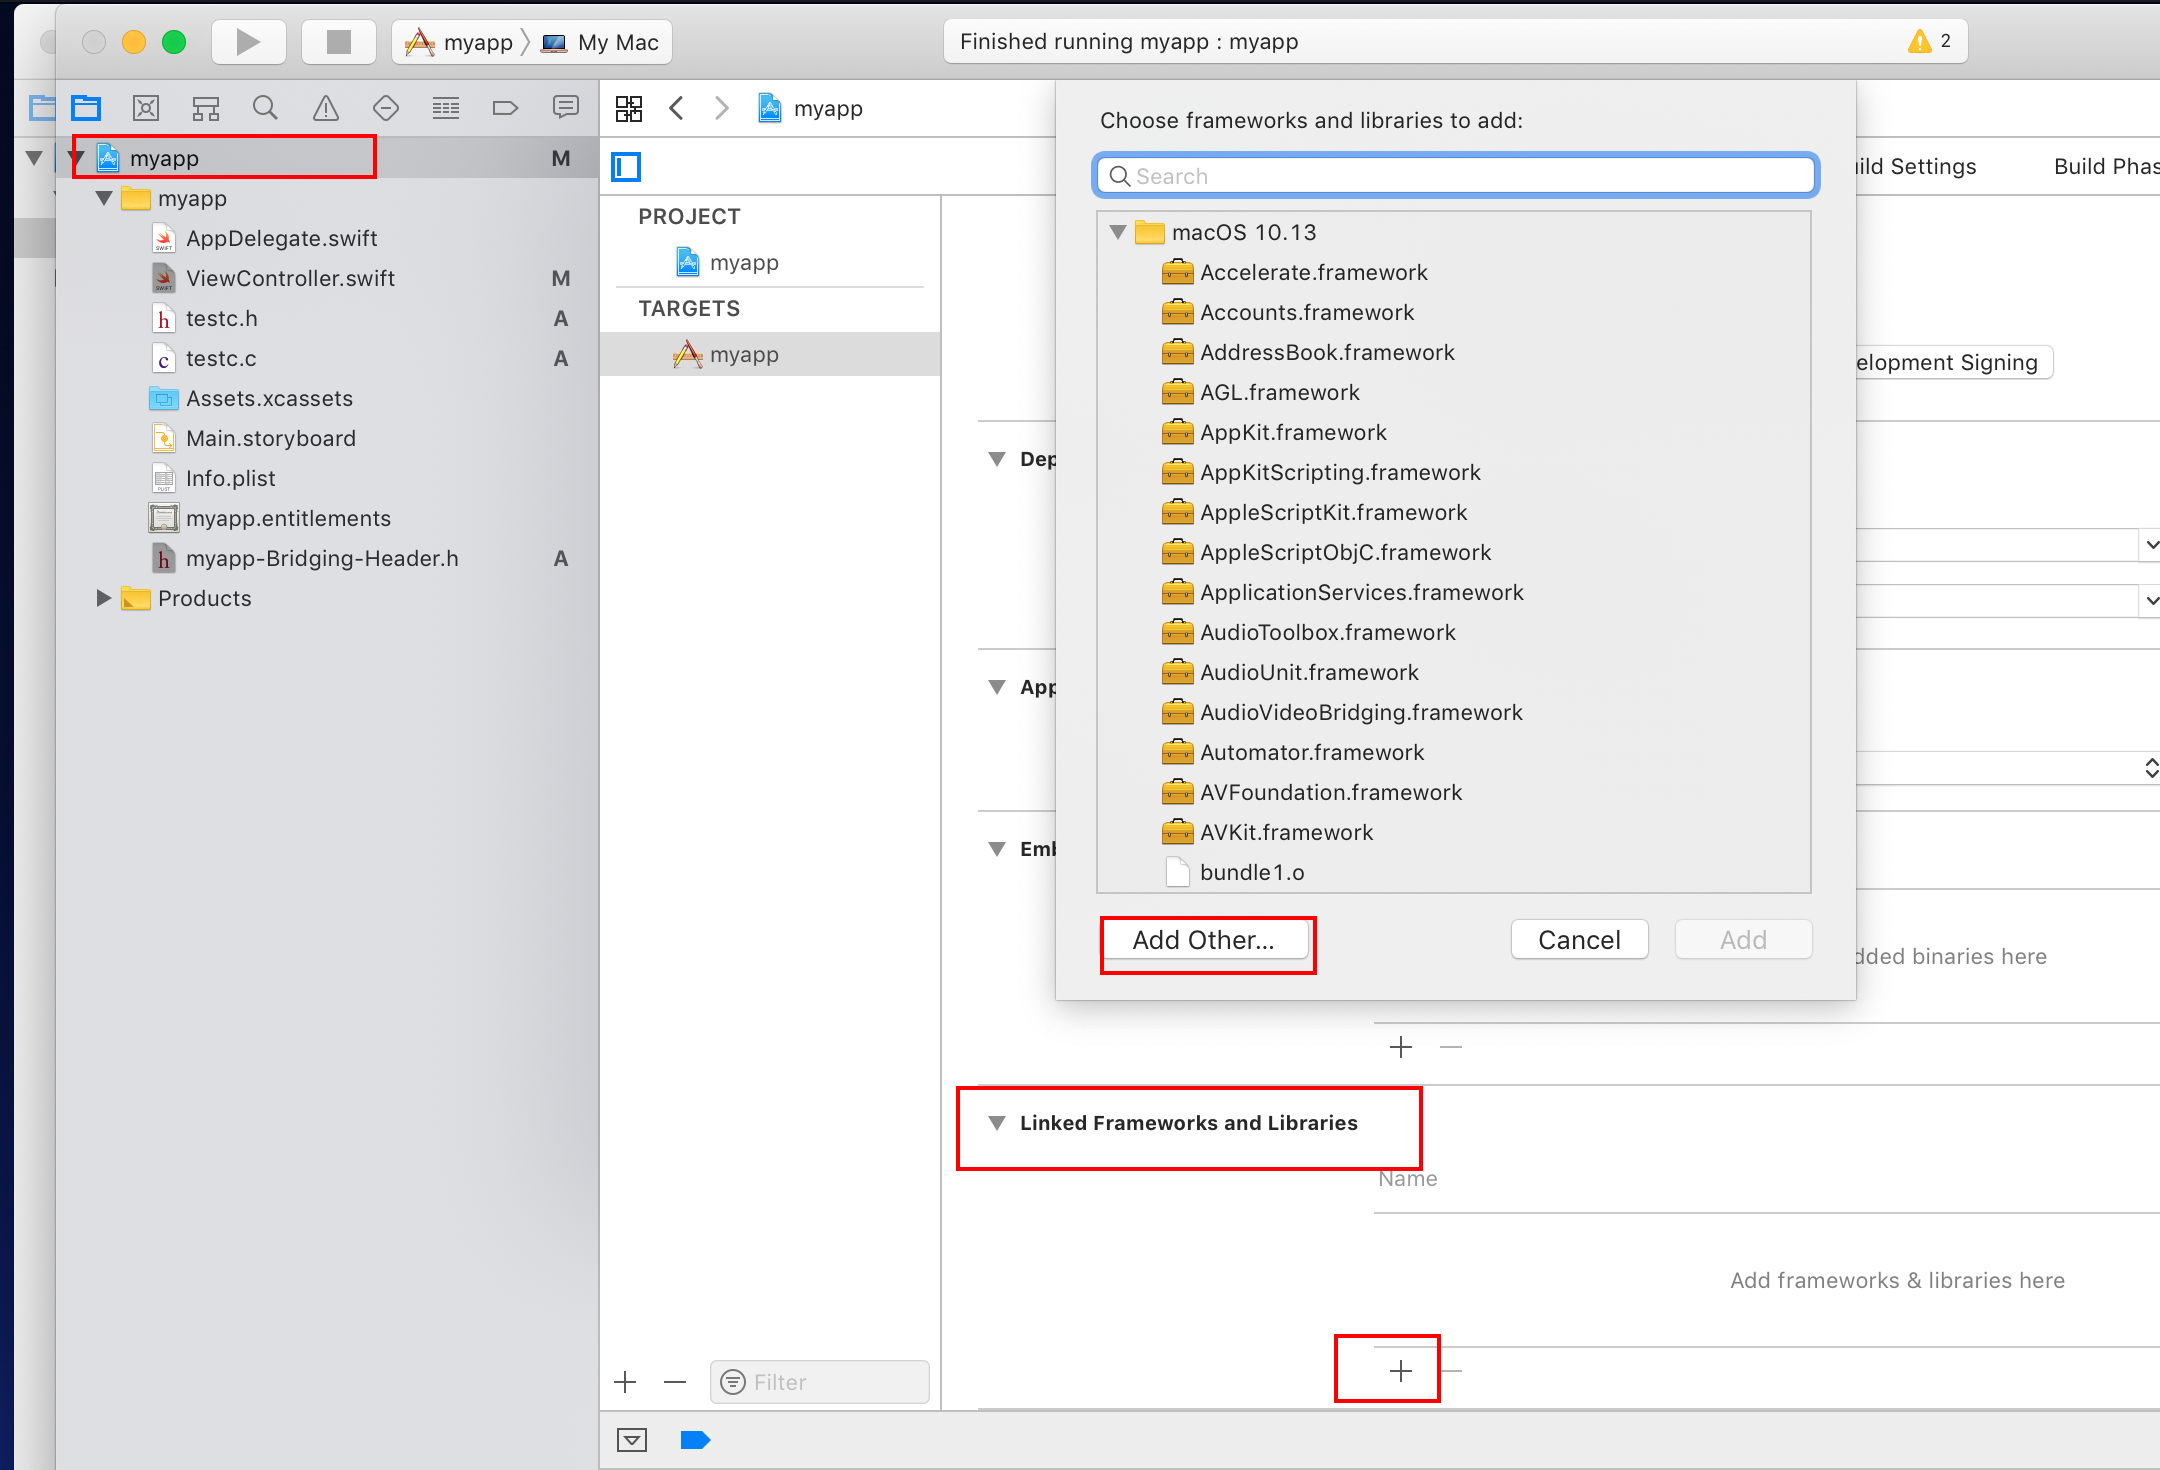 myapp
My Mac
Finished running myapp : myapp
2
myapp
myapp M
myapp
AppDelegate.swift
ViewController.swift M
testc.h A
testc.c A
Assets.xcassets
Main.storyboard
Info.plist
myapp.entitlements
myapp-Bridging-Header.h A
Products
PROJECT
myapp
TARGETS
myapp
Filter
Choose frameworks and libraries to add:
Search
macOS 10.13
Accelerate.framework
Accounts.framework
AddressBook.framework
AGL.framework
AppKit.framework
AppKitScripting.framework
AppleScriptKit.framework
AppleScriptObjC.framework
ApplicationServices.framework
AudioToolbox.framework
AudioUnit.framework
AudioVideoBridging.framework
Automator.framework
AVFoundation.framework
AVKit.framework
bundle1.o
Add Other...
Cancel
Add
ild Settings
Build Phas
elopment Signing
Dep
App
Emb
dded binaries here
Linked Frameworks and Libraries
Name
Add frameworks & libraries here